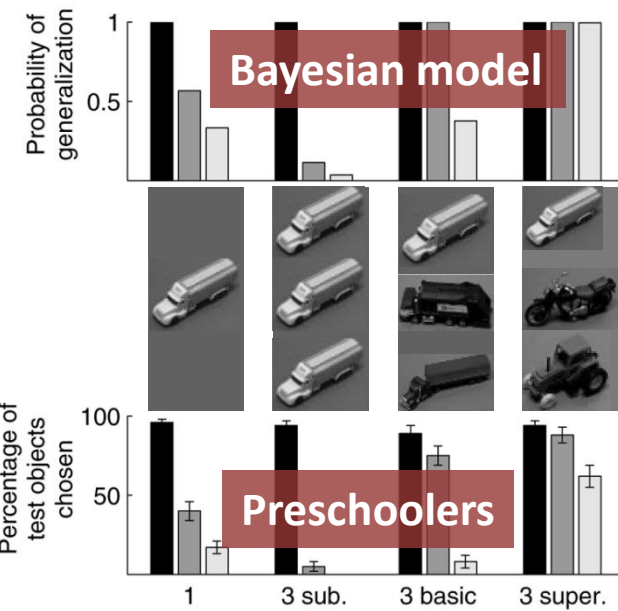 Probability of
generalization
1
0.5
Bayesian model
Percentage of
test objects
chosen
100
50
Preschoolers
1
3 sub.
3 basic
3 super.